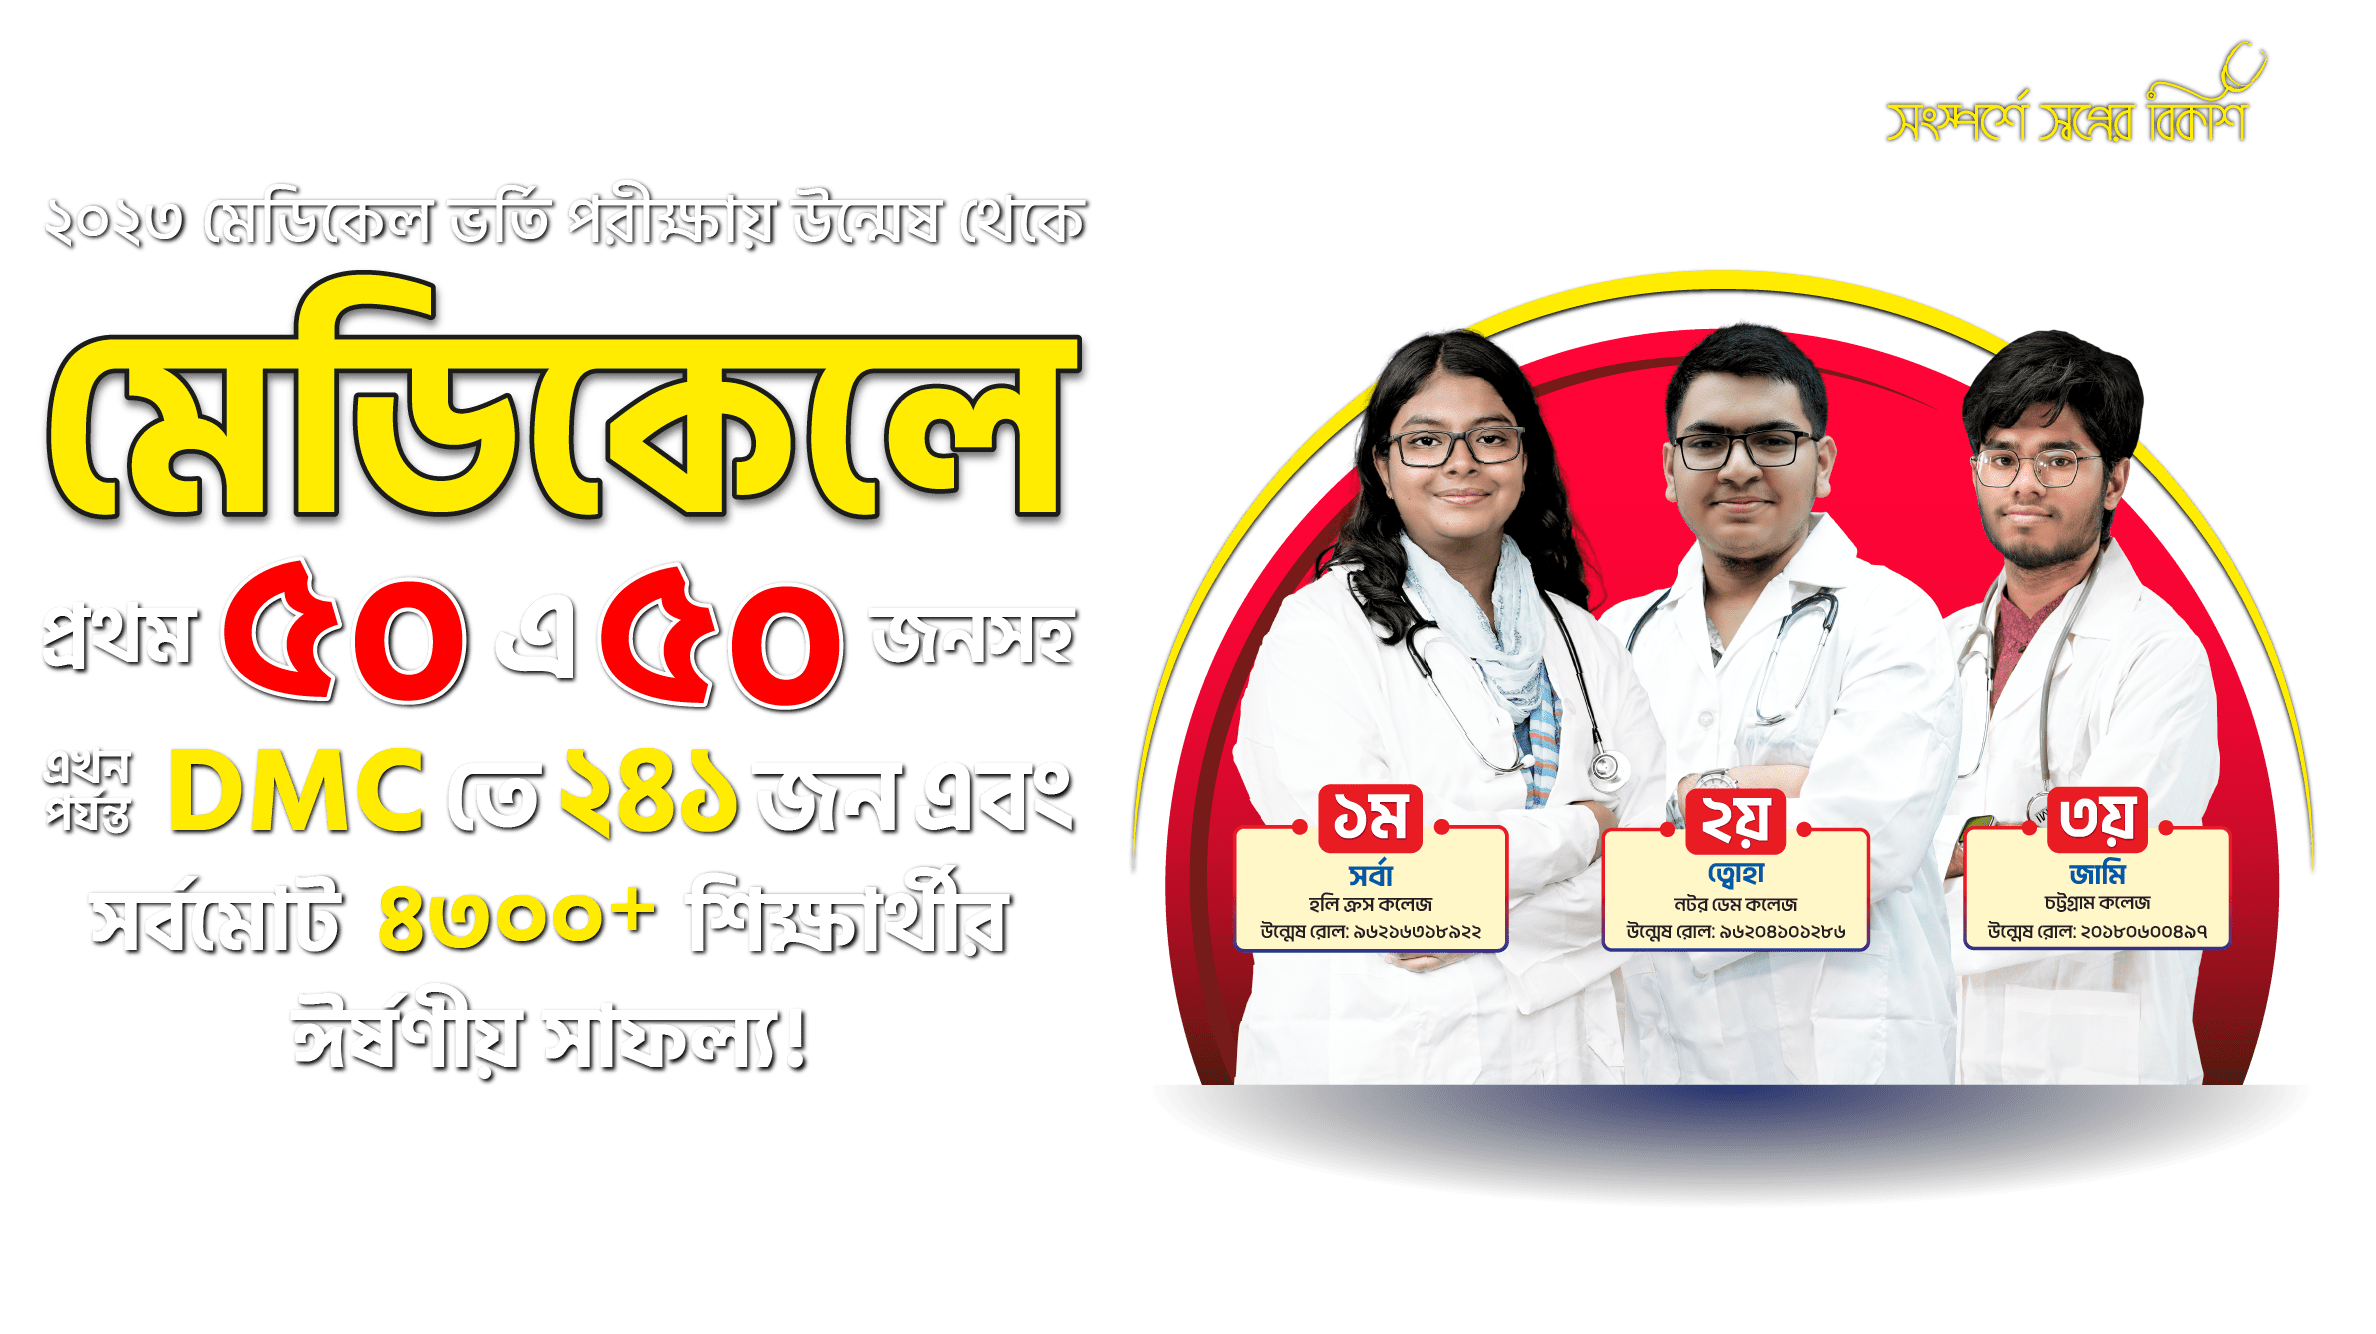 সংস্পর্শে স্বপ্নের বিকাশ
২০২৩ মেডিকেল ভর্তি পরীক্ষায় উন্মেষ থেকে
মেডিকেলে
প্রথম ৫০ এ ৫০ জনসহ
এখন পর্যন্ত DMC তে ২৪১ জন এবং
সর্বমোট ৪৩০০+ শিক্ষার্থীর
ঈর্ষণীয় সাফল্য!
১ম
সর্বা
হলি ক্রস কলেজ
উন্মেষ রোল: ৯৬২১৬৩১৮৯২২
২য়
ত্বোহা
নটর ডেম কলেজ
উন্মেষ রোল: ৯৬২০৪১০১২৮৬
৩য়
জামি
চট্টগ্রাম কলেজ
উন্মেষ রোল: ২০১৮০৬০০৪৯৭